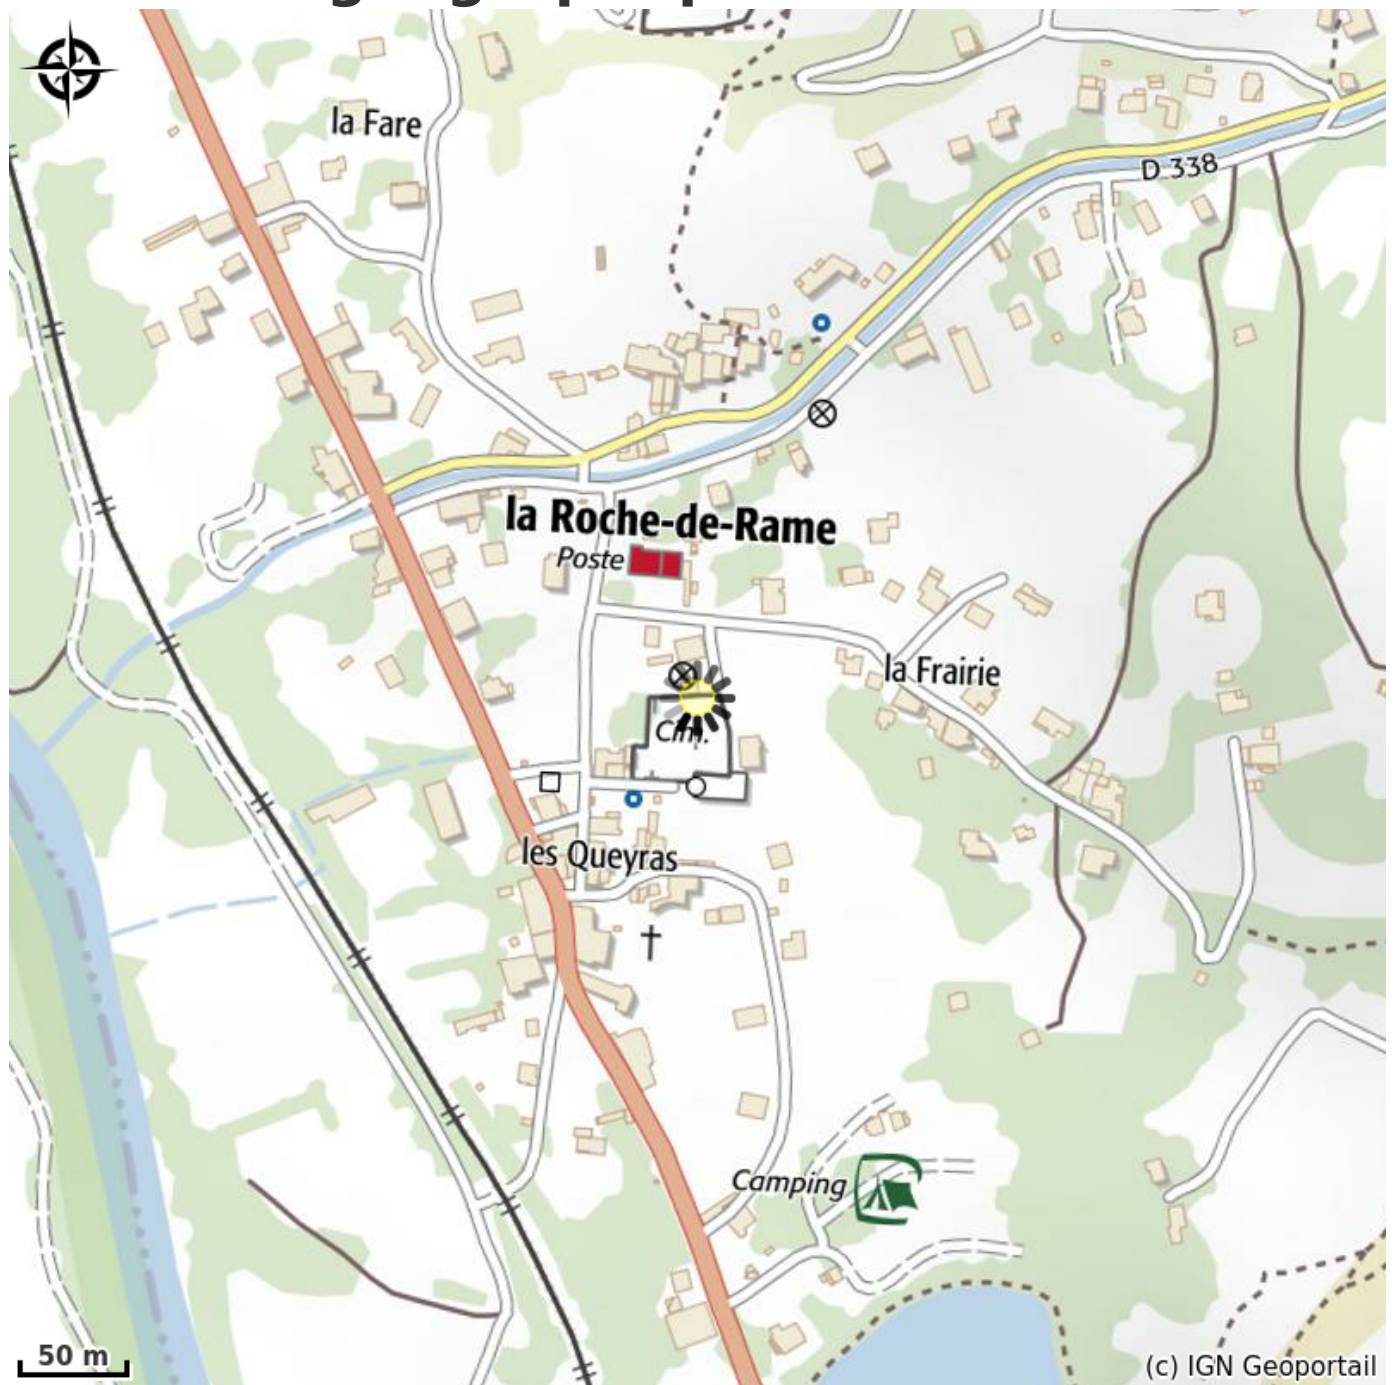 la Fare
D 338
la Roche-de-Rame
Poste
la Frairie
Cim.
les Queyras
Camping
50 m
(c) IGN Geoportail